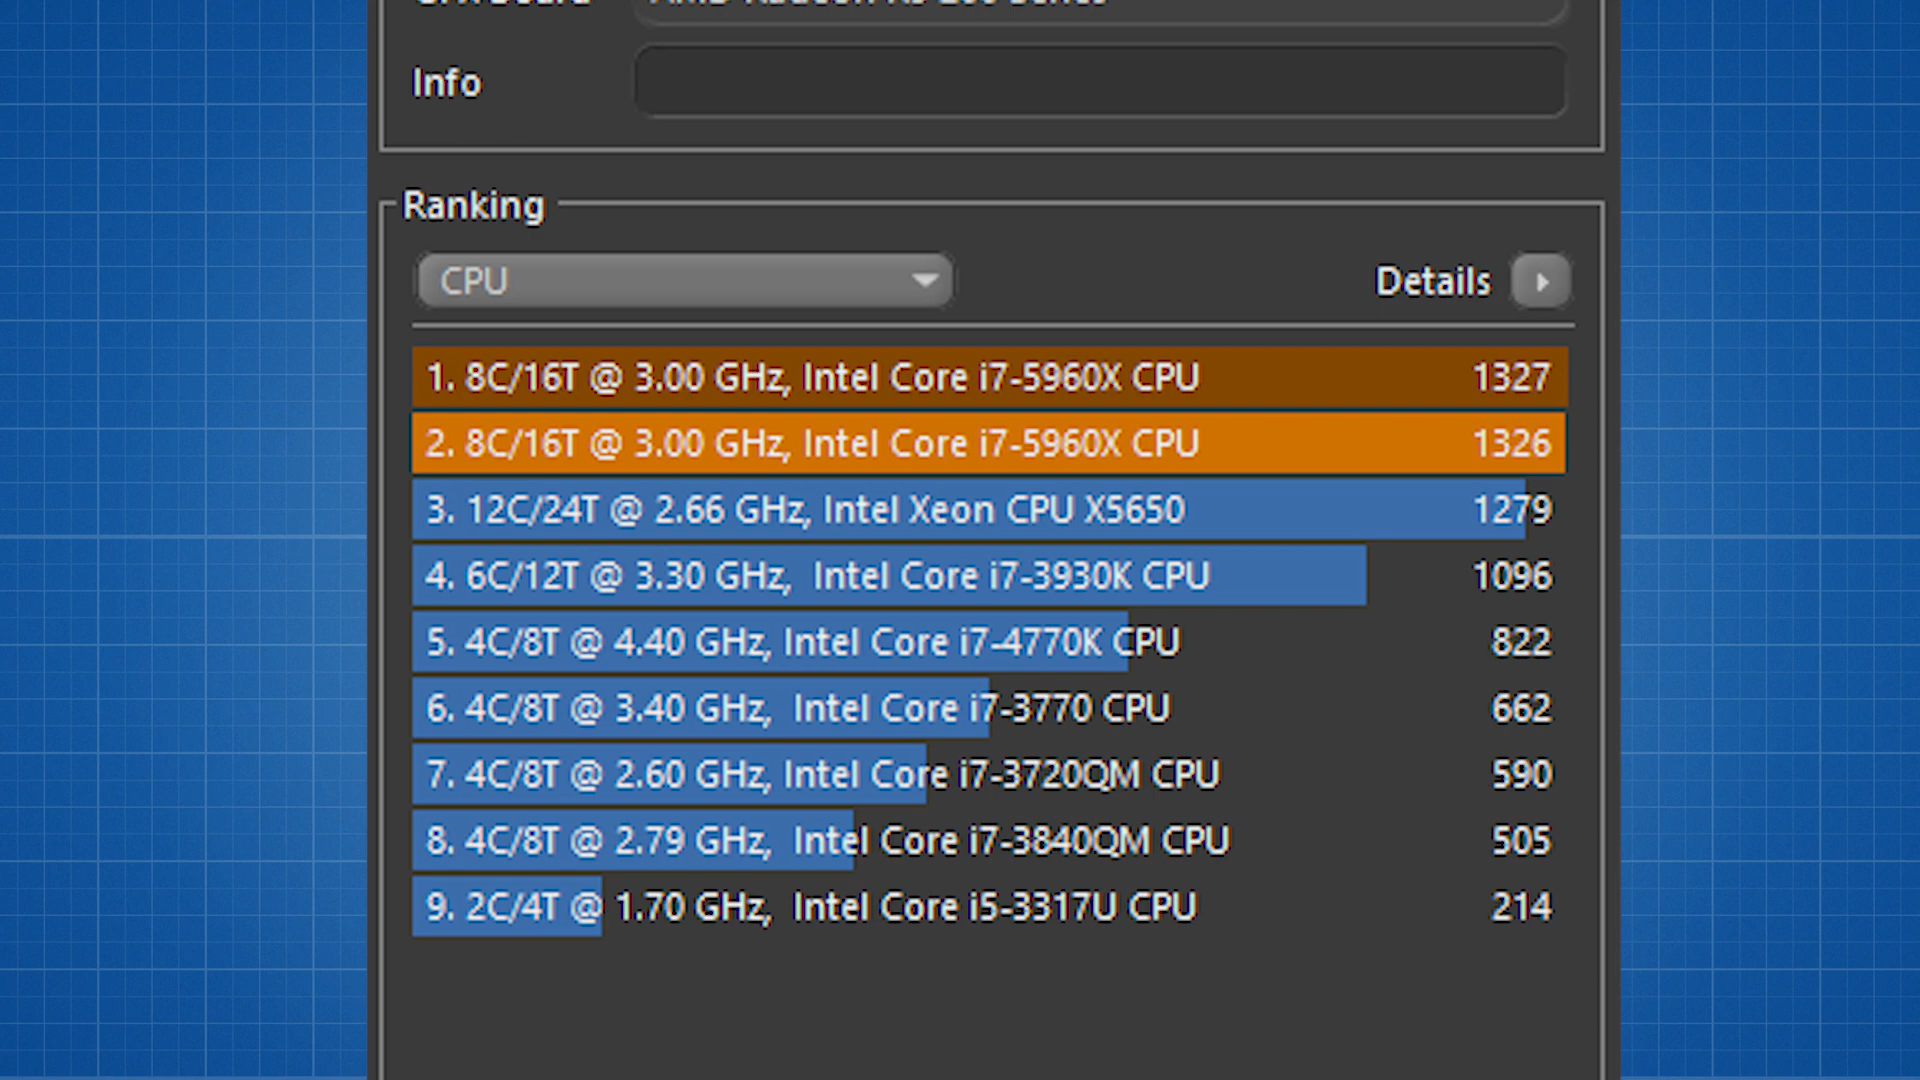 Info
Ranking
CPU
Details
1. 8C/16T @ 3.00 GHz, Intel Core i7-5960X CPU 1327
2. 8C/16T @ 3.00 GHz, Intel Core i7-5960X CPU 1326
3. 12C/24T @ 2.66 GHz, Intel Xeon CPU X5650 1279
4. 6C/12T @ 3.30 GHz,  Intel Core i7-3930K CPU 1096
5. 4C/8T @ 4.40 GHz, Intel Core i7-4770K CPU 822
6. 4C/8T @ 3.40 GHz,  Intel Core i7-3770 CPU 662
7. 4C/8T @ 2.60 GHz, Intel Core i7-3720QM CPU 590
8. 4C/8T @ 2.79 GHz,  Intel Core i7-3840QM CPU 505
9. 2C/4T @ 1.70 GHz,  Intel Core i5-3317U CPU 214